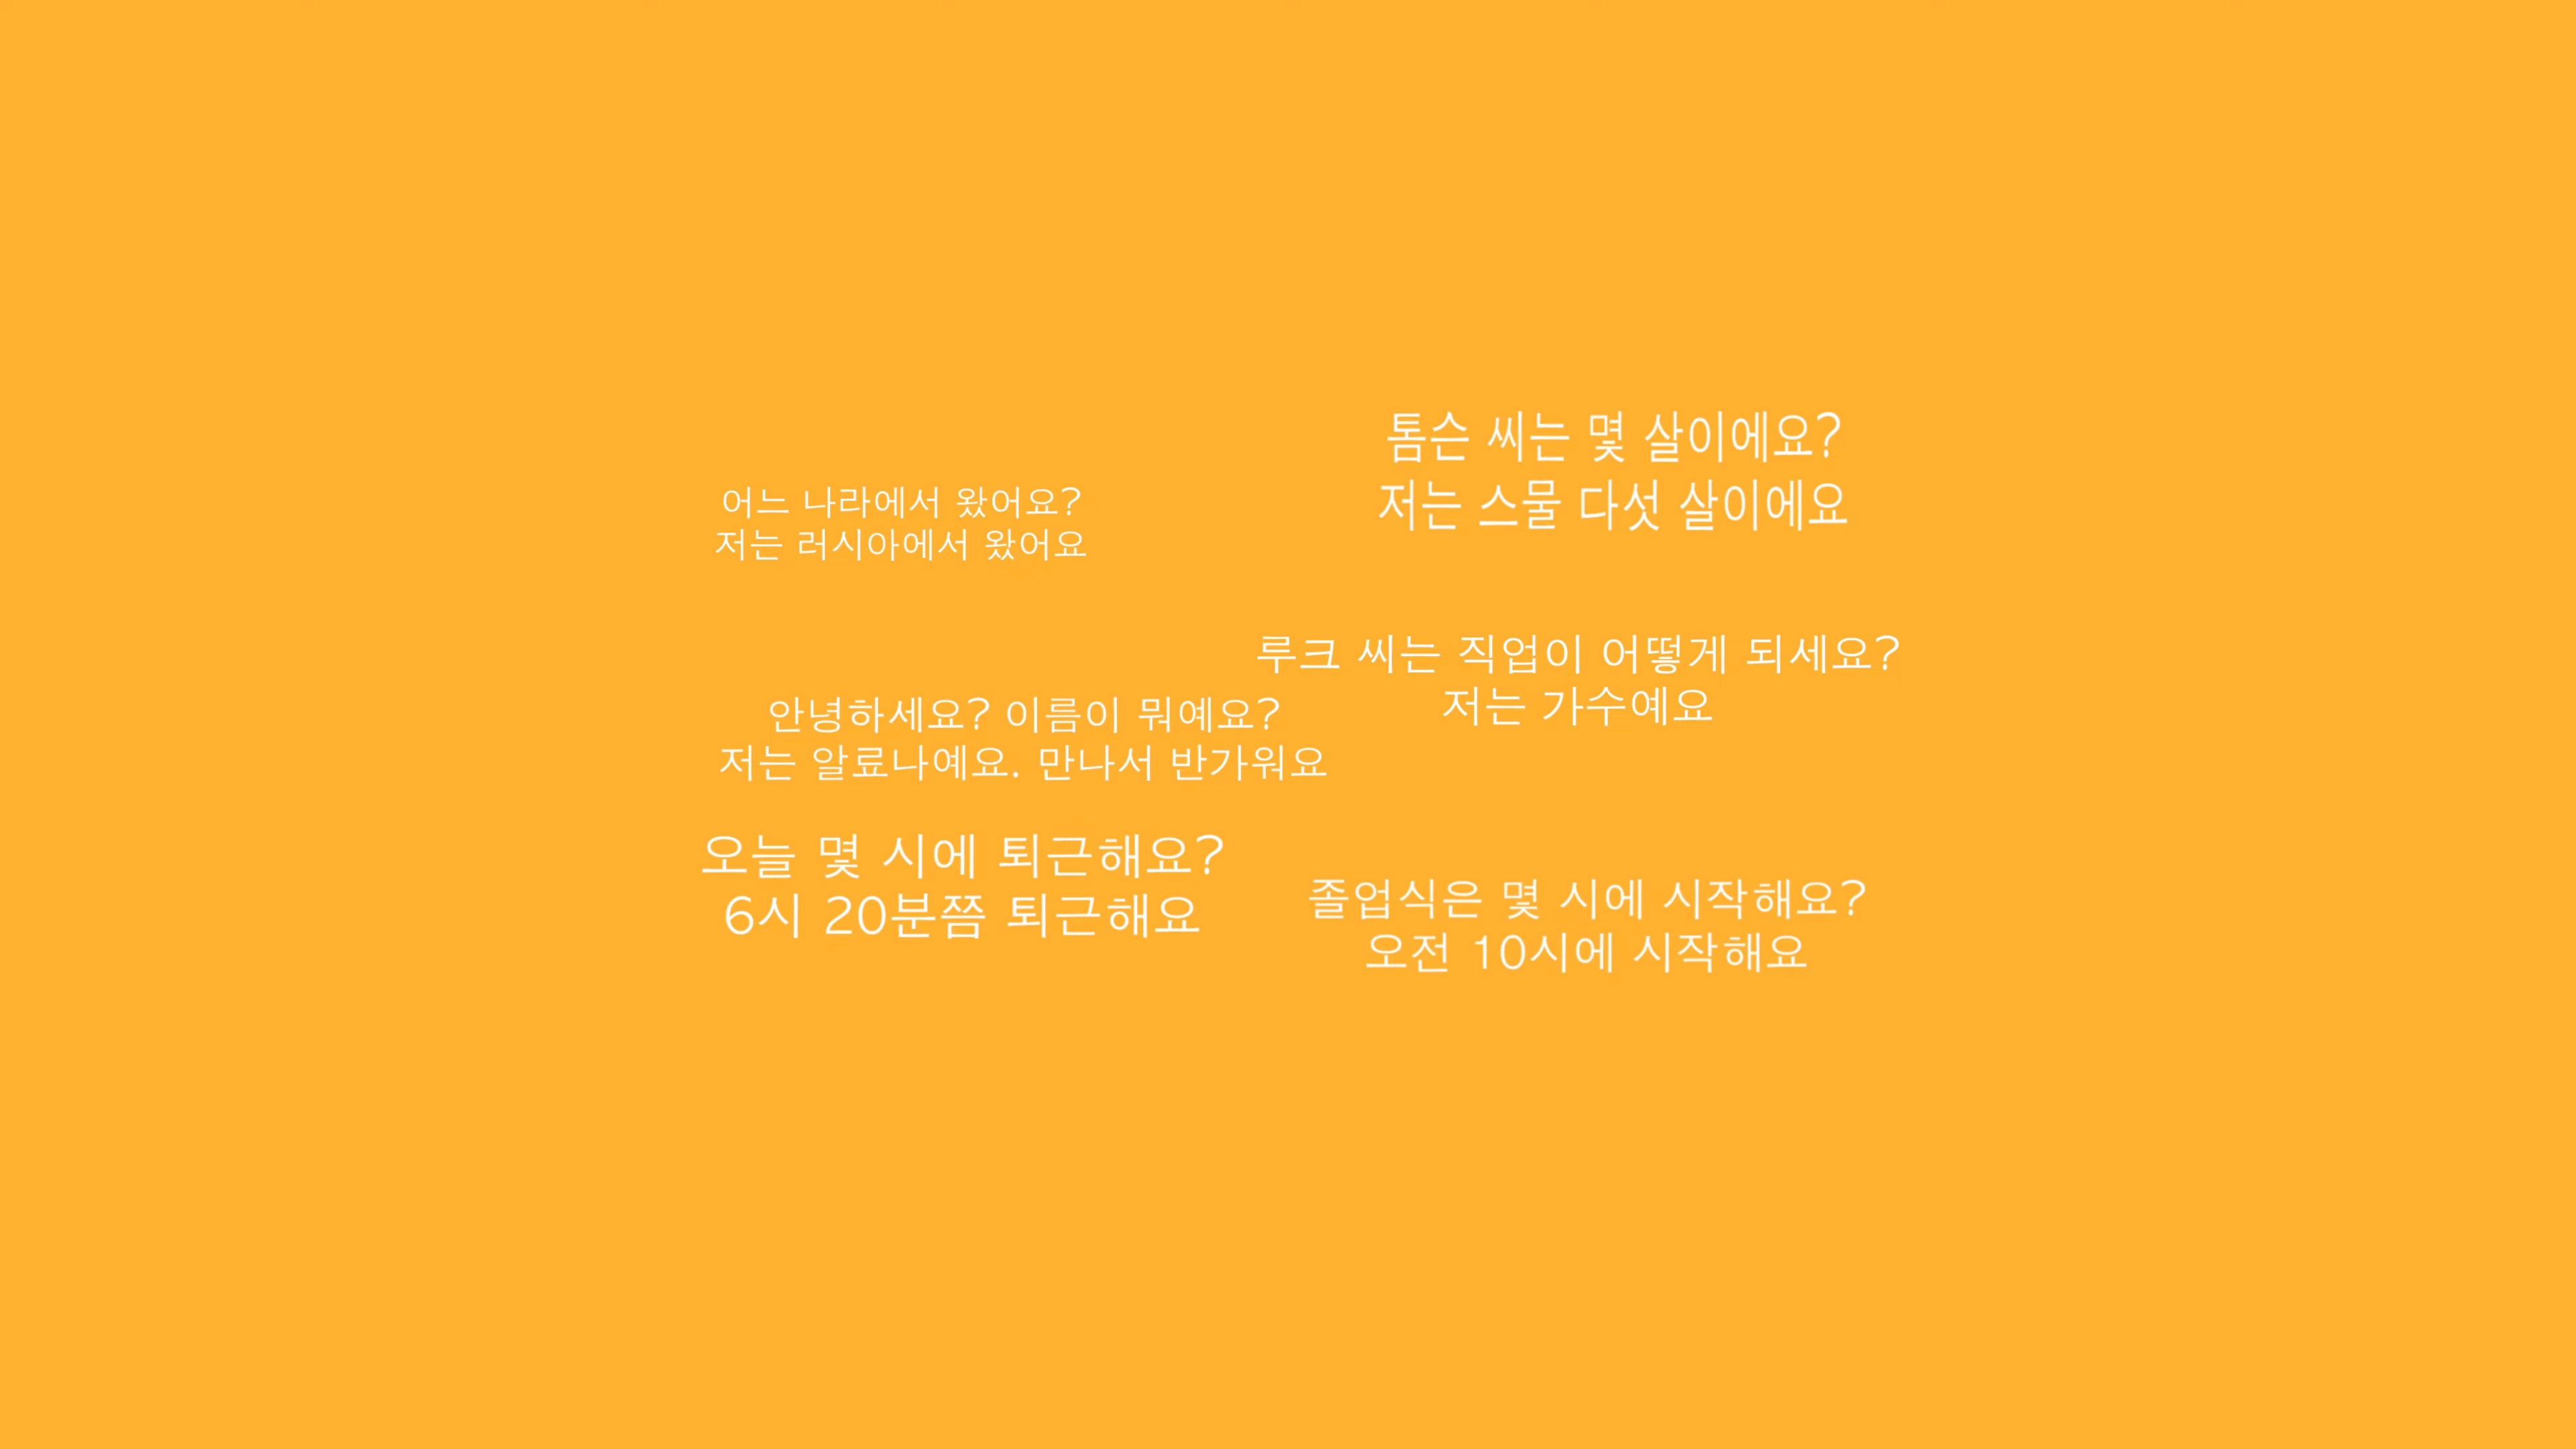 어느 나라에서 왔어요?
저는 러시아에서 왔어요
톰슨 씨는 몇 살이에요?
저는 스물 다섯 살이에요
안녕하세요? 이름이 뭐예요?
저는 알료나예요. 만나서 반가워요
루크 씨는 직업이 어떻게 되세요?
저는 가수예요
오늘 몇 시에 퇴근해요?
6시 20분쯤 퇴근해요
졸업식은 몇 시에 시작해요?
오전 10시에 시작해요